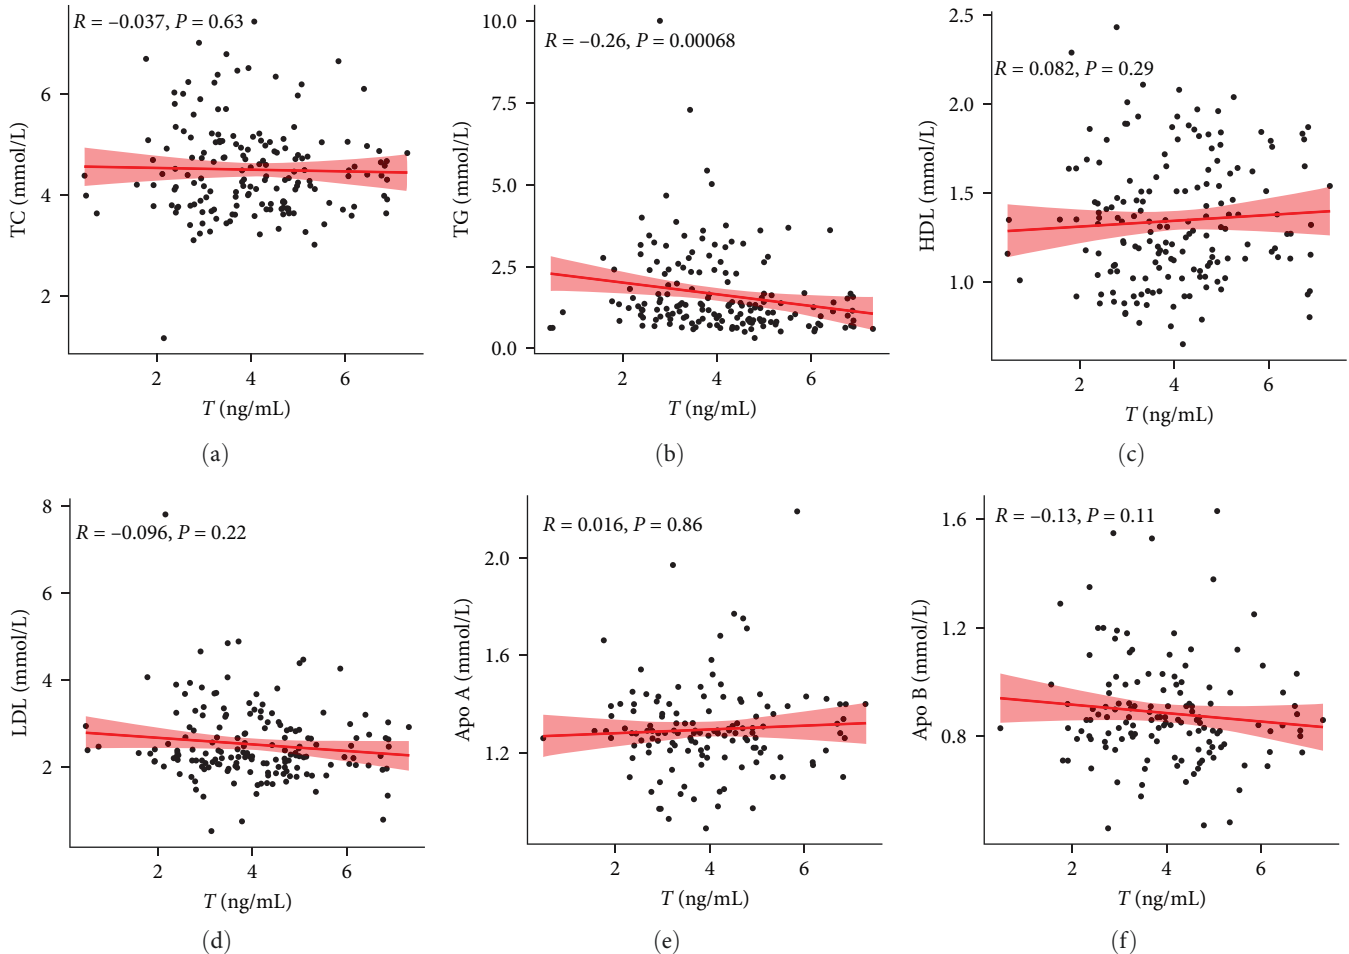 R = –0.037, P = 0.63
TC (mmol/L)
6
4
2
2 4 6
T (ng/mL)
(a)
R = –0.26, P = 0.00068
TG (mmol/L)
10.0
7.5
5.0
2.5
0.0
2 4 6
T (ng/mL)
(b)
R = 0.082, P = 0.29
HDL (mmol/L)
2.5
2.0
1.5
1.0
2 4 6
T (ng/mL)
(c)
R = –0.096, P = 0.22
LDL (mmol/L)
8
6
4
2
2 4 6
T (ng/mL)
(d)
R = 0.016, P = 0.86
Apo A (mmol/L)
2.0
1.6
1.2
2 4 6
T (ng/mL)
(e)
R = –0.13, P = 0.11
Apo B (mmol/L)
1.6
1.2
0.8
2 4 6
T (ng/mL)
(f)